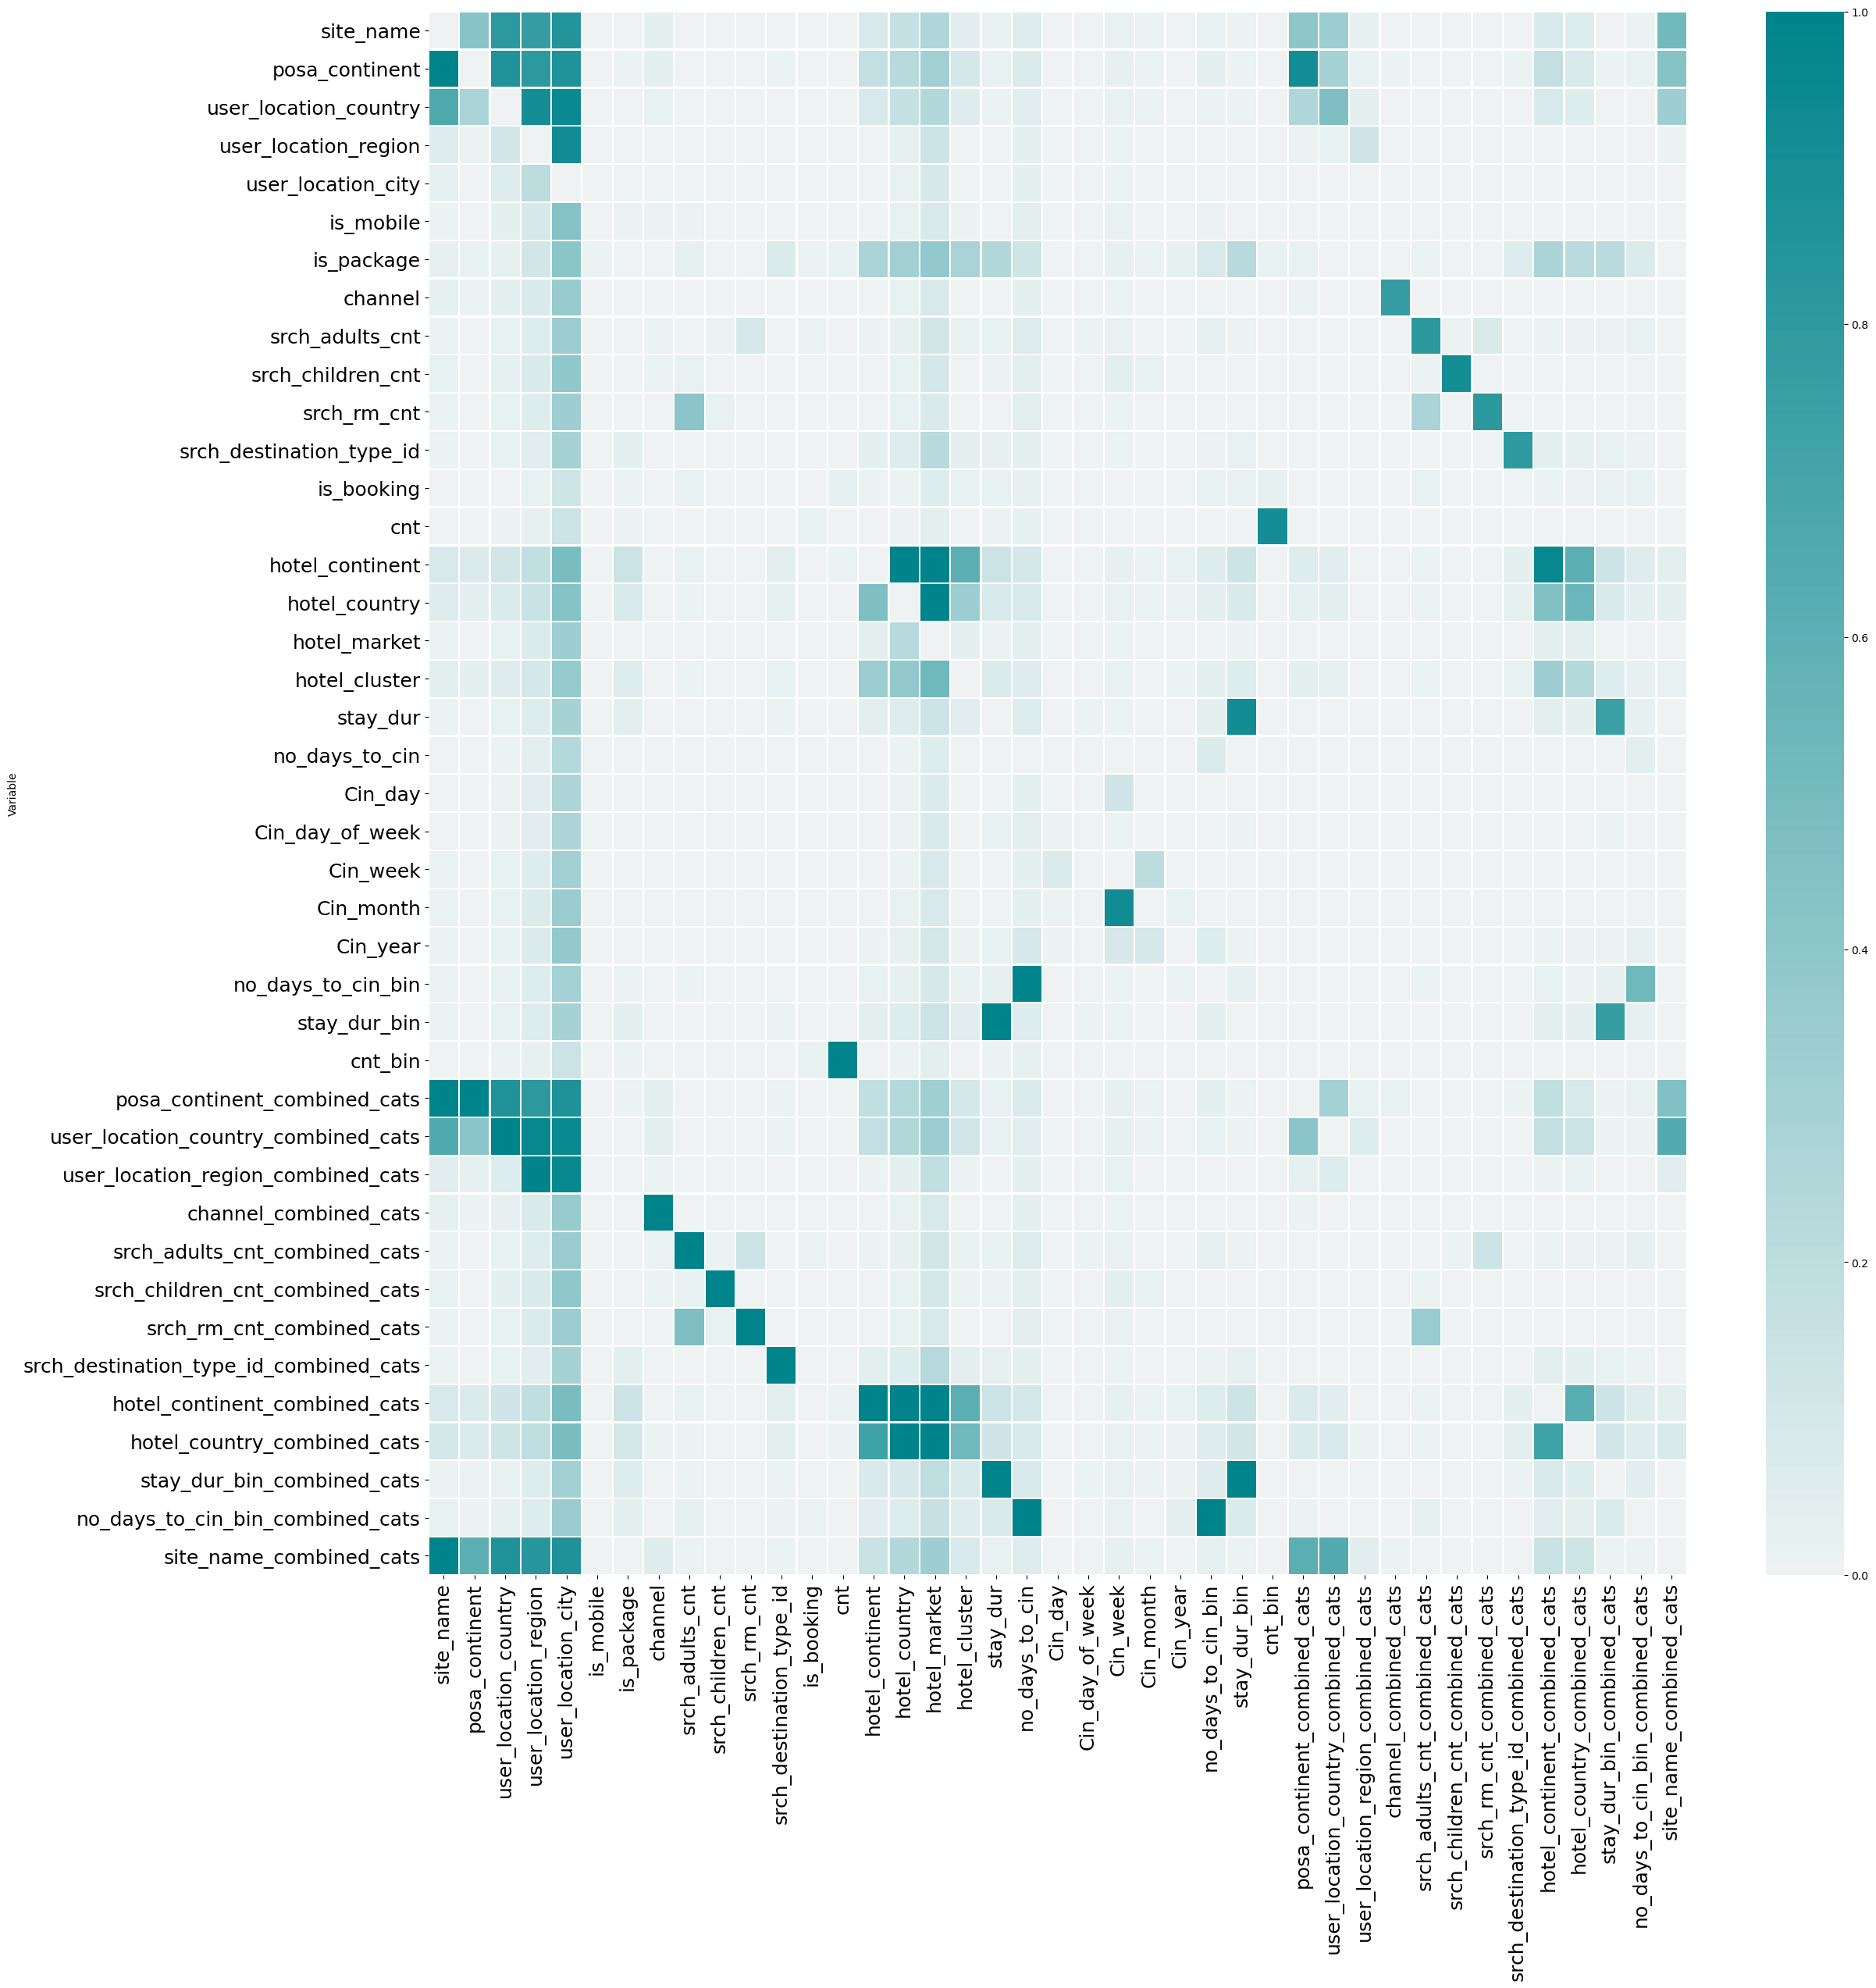 Variable
site_name
posa_continent
user_location_country
user_location_region
user_location_city
is_mobile
is_package
channel
srch_adults_cnt
srch_children_cnt
srch_rm_cnt
srch_destination_type_id
is_booking
cnt
hotel_continent
hotel_country
hotel_market
hotel_cluster
stay_dur
no_days_to_cin
Cin_day
Cin_day_of_week
Cin_week
Cin_month
Cin_year
no_days_to_cin_bin
stay_dur_bin
cnt_bin
posa_continent_combined_cats
user_location_country_combined_cats
user_location_region_combined_cats
channel_combined_cats
srch_adults_cnt_combined_cats
srch_children_cnt_combined_cats
srch_rm_cnt_combined_cats
srch_destination_type_id_combined_cats
hotel_continent_combined_cats
hotel_country_combined_cats
stay_dur_bin_combined_cats
no_days_to_cin_bin_combined_cats
site_name_combined_cats
site_name
posa_continent
user_location_country
user_location_region
user_location_city
is_mobile
is_package
channel
srch_adults_cnt
srch_children_cnt
srch_rm_cnt
srch_destination_type_id
is_booking
cnt
hotel_continent
hotel_country
hotel_market
hotel_cluster
stay_dur
no_days_to_cin
Cin_day
Cin_day_of_week
Cin_week
Cin_month
Cin_year
no_days_to_cin_bin
stay_dur_bin
cnt_bin
posa_continent_combined_cats
user_location_country_combined_cats
user_location_region_combined_cats
channel_combined_cats
srch_adults_cnt_combined_cats
srch_children_cnt_combined_cats
srch_rm_cnt_combined_cats
srch_destination_type_id_combined_cats
hotel_continent_combined_cats
hotel_country_combined_cats
stay_dur_bin_combined_cats
no_days_to_cin_bin_combined_cats
site_name_combined_cats
1.0
0.8
0.6
0.4
0.2
0.0